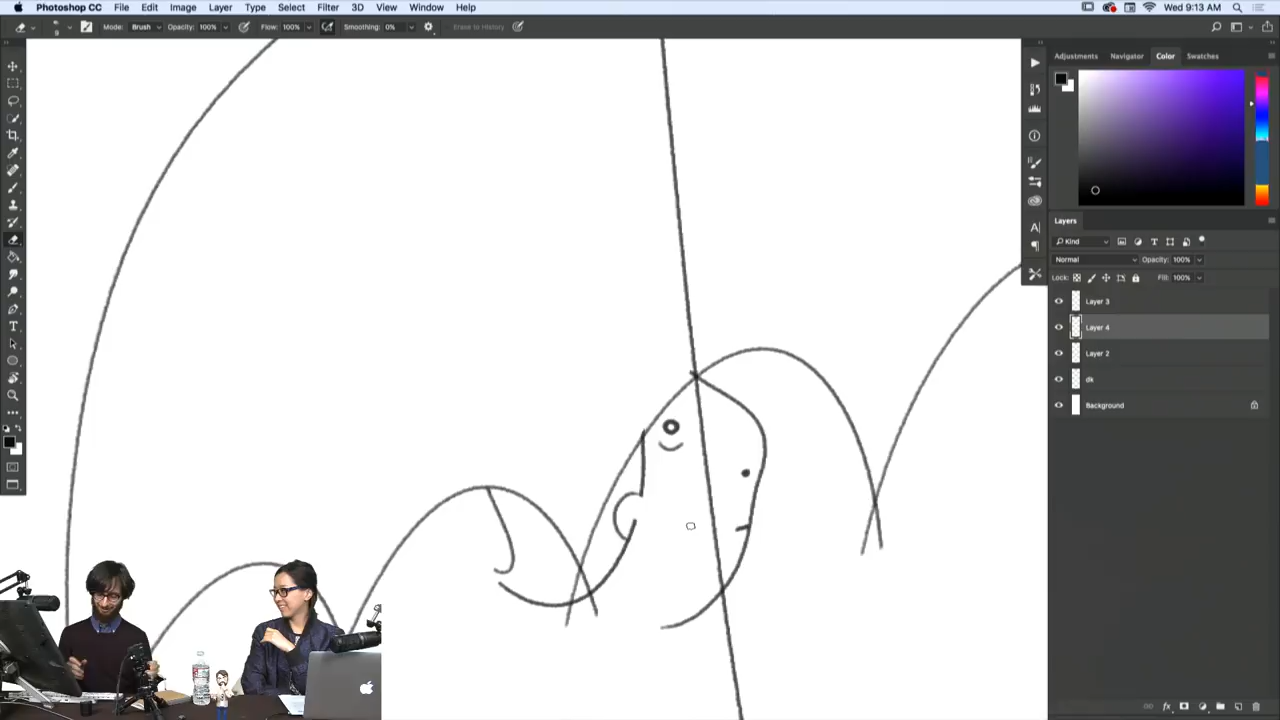 Photoshop CC File Edit Image Layer Type Select Filter 3D View Window Help Wed 9:13 AM
9 Mode: Brush Opacity: 100% Flow: 100% Smoothing: 0% Erase to History
Adjustments Navigator Color Swatches
Layers
Kind
Normal Opacity: 100%
Lock: Fill: 100%
Layer 3
Layer 4
Layer 2
dk
Background